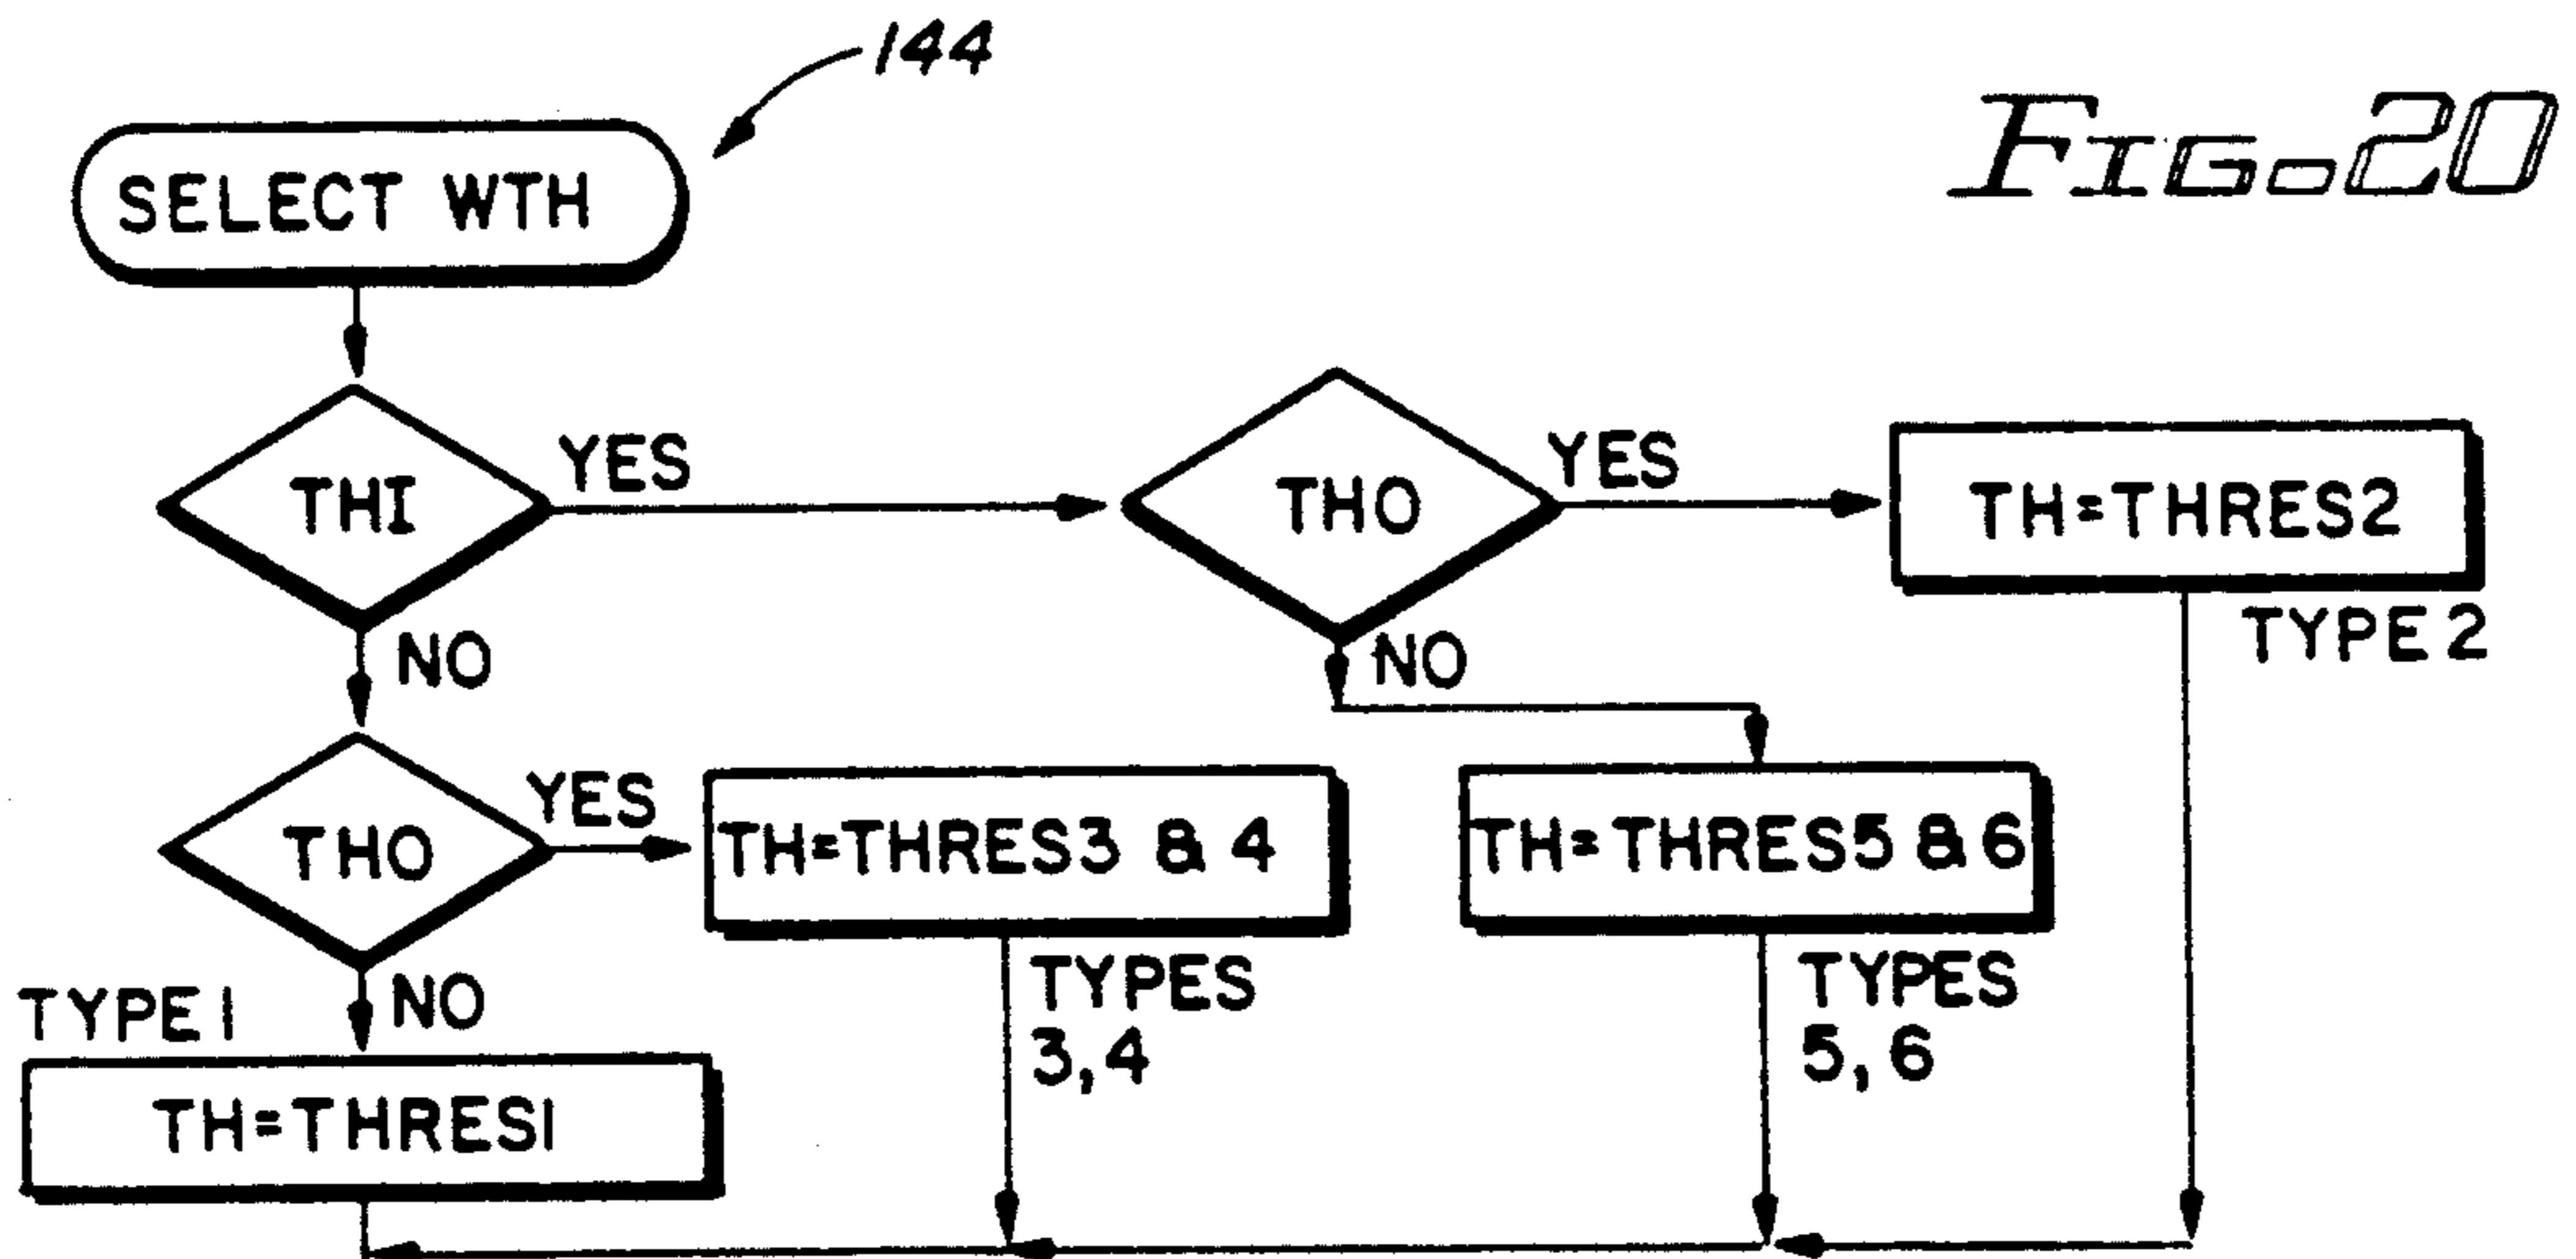 144
FIG. 20
SELECT WTH
THI
YES
THO
YES
TH=THRES2
NO
NO
TYPE 2
THO
YES
TH=THRES3 & 4
TH=THRES5 & 6
TYPE 1
NO
TYPES
3,4
TYPES
5,6
TH=THRES1